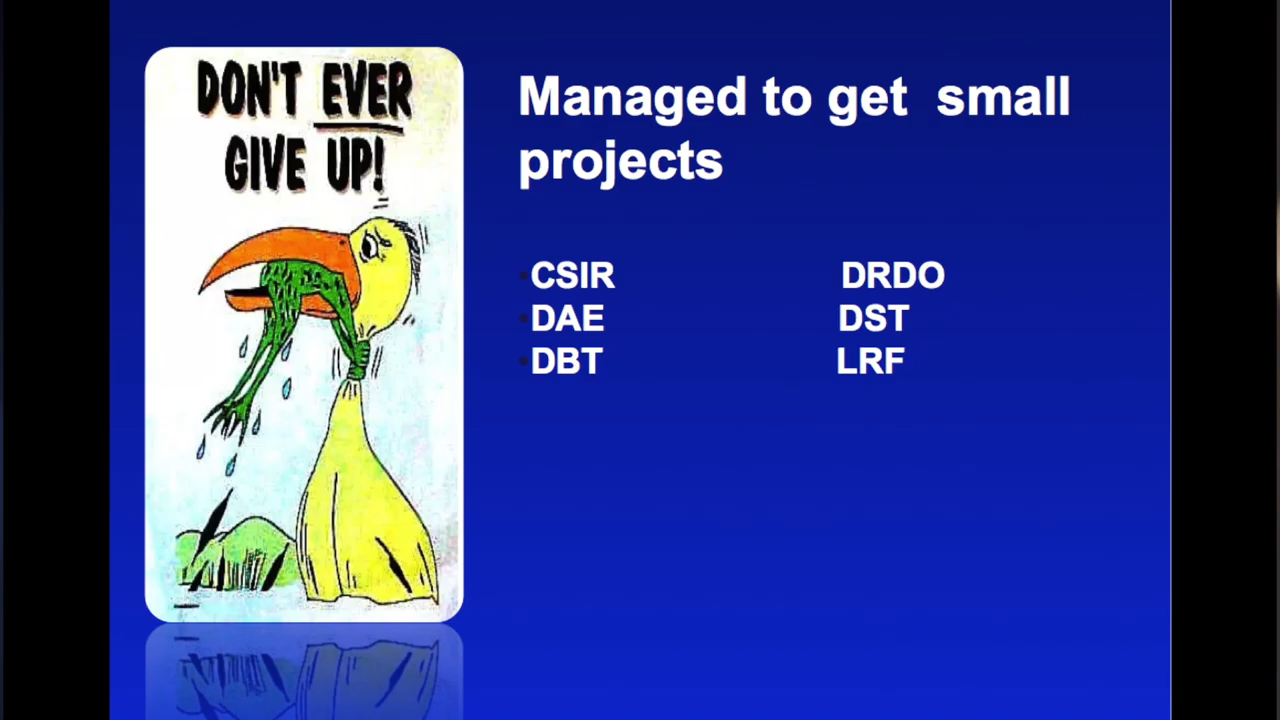 DON'T EVER
GIVE UP!
Managed to get  small
projects
• CSIR DRDO
• DAE DST
• DBT LRF